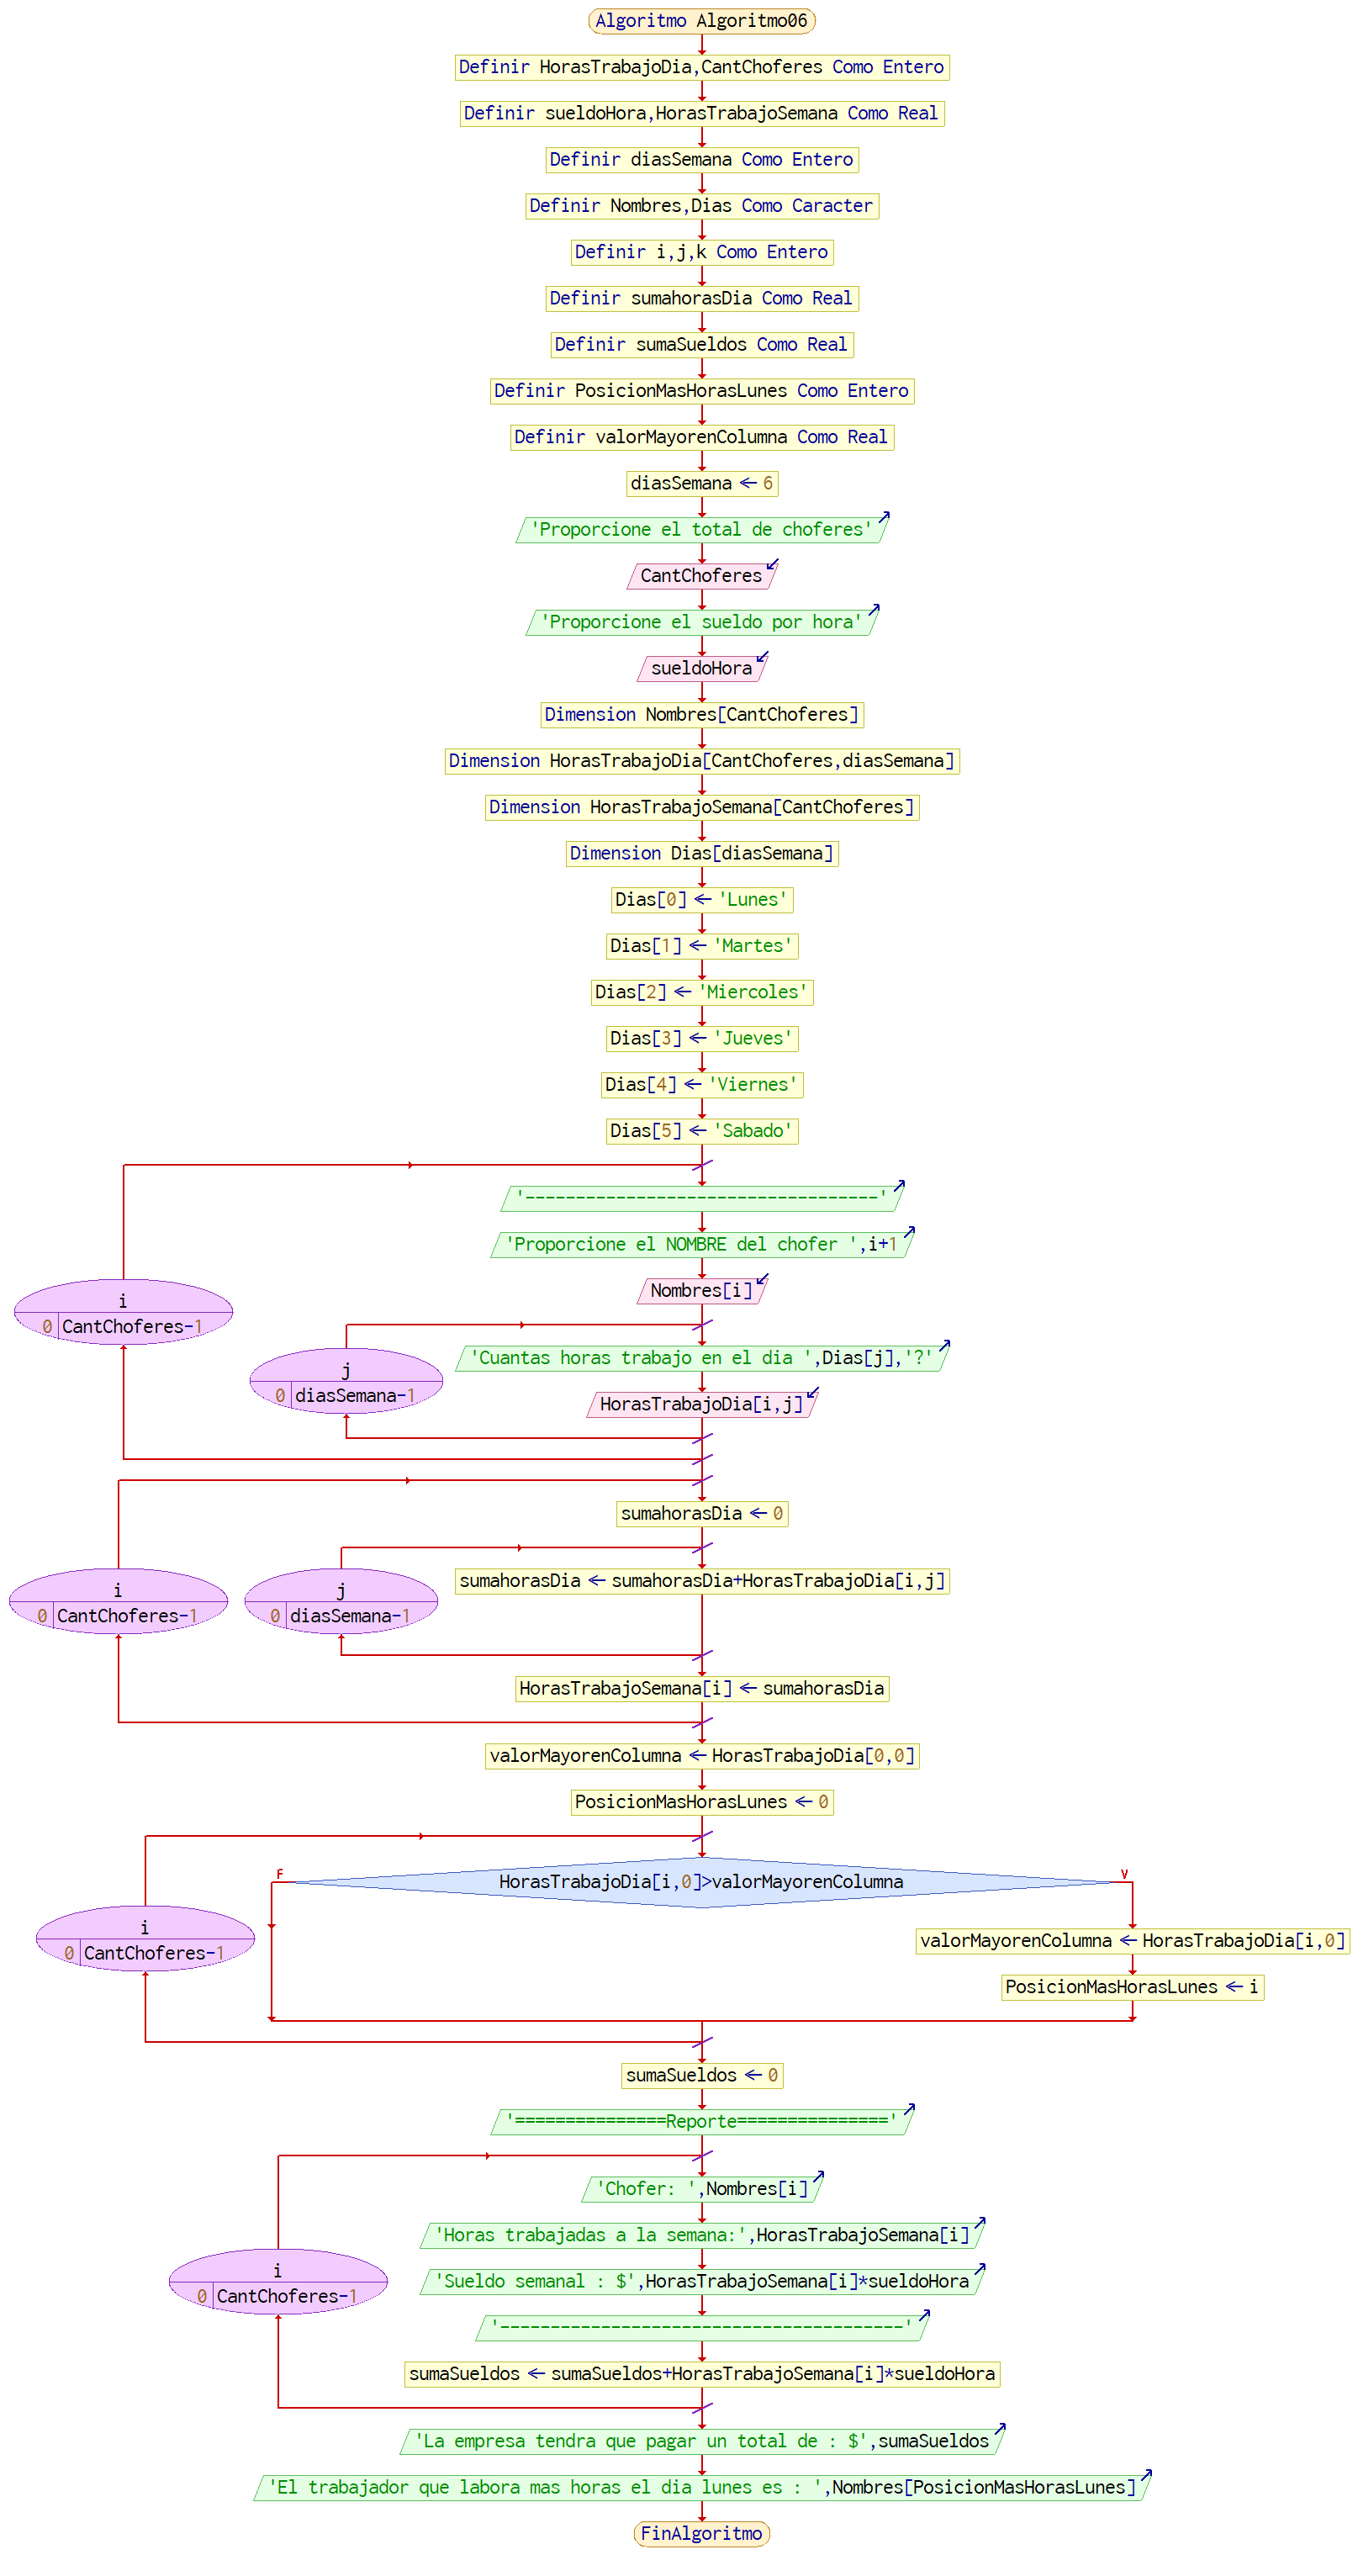 Algoritmo Algoritmo06
Definir HorasTrabajoDia,CantChoferes Como Entero
Definir sueldoHora,HorasTrabajoSemana Como Real
Definir diasSemana Como Entero
Definir Nombres,Dias Como Caracter
Definir i,j,k Como Entero
Definir sumahorasDia Como Real
Definir sumaSueldos Como Real
Definir PosicionMasHorasLunes Como Entero
Definir valorMayorenColumna Como Real
diasSemana ← 6
'Proporcione el total de choferes'
CantChoferes
'Proporcione el sueldo por hora'
sueldoHora
Dimension Nombres[CantChoferes]
Dimension HorasTrabajoDia[CantChoferes,diasSemana]
Dimension HorasTrabajoSemana[CantChoferes]
Dimension Dias[diasSemana]
Dias[0] ← 'Lunes'
Dias[1] ← 'Martes'
Dias[2] ← 'Miercoles'
Dias[3] ← 'Jueves'
Dias[4] ← 'Viernes'
Dias[5] ← 'Sabado'
'-----------------------------------'
'Proporcione el NOMBRE del chofer ',i+1
Nombres[i]
i
0 CantChoferes-1
'Cuantas horas trabajo en el dia ',Dias[j],'?'
j
0 diasSemana-1
HorasTrabajoDia[i,j]
sumahorasDia ← 0
sumahorasDia ← sumahorasDia+HorasTrabajoDia[i,j]
i
0 CantChoferes-1
j
0 diasSemana-1
HorasTrabajoSemana[i] ← sumahorasDia
valorMayorenColumna ← HorasTrabajoDia[0,0]
PosicionMasHorasLunes ← 0
F
HorasTrabajoDia[i,0]>valorMayorenColumna
V
i
0 CantChoferes-1
valorMayorenColumna ← HorasTrabajoDia[i,0]
PosicionMasHorasLunes ← i
sumaSueldos ← 0
'===============Reporte==============='
'Chofer: ',Nombres[i]
'Horas trabajadas a la semana:',HorasTrabajoSemana[i]
i
0 CantChoferes-1
'Sueldo semanal : $',HorasTrabajoSemana[i]*sueldoHora
'----------------------------------------'
sumaSueldos ← sumaSueldos+HorasTrabajoSemana[i]*sueldoHora
'La empresa tendra que pagar un total de : $',sumaSueldos
'El trabajador que labora mas horas el dia lunes es : ',Nombres[PosicionMasHorasLunes]
FinAlgoritmo